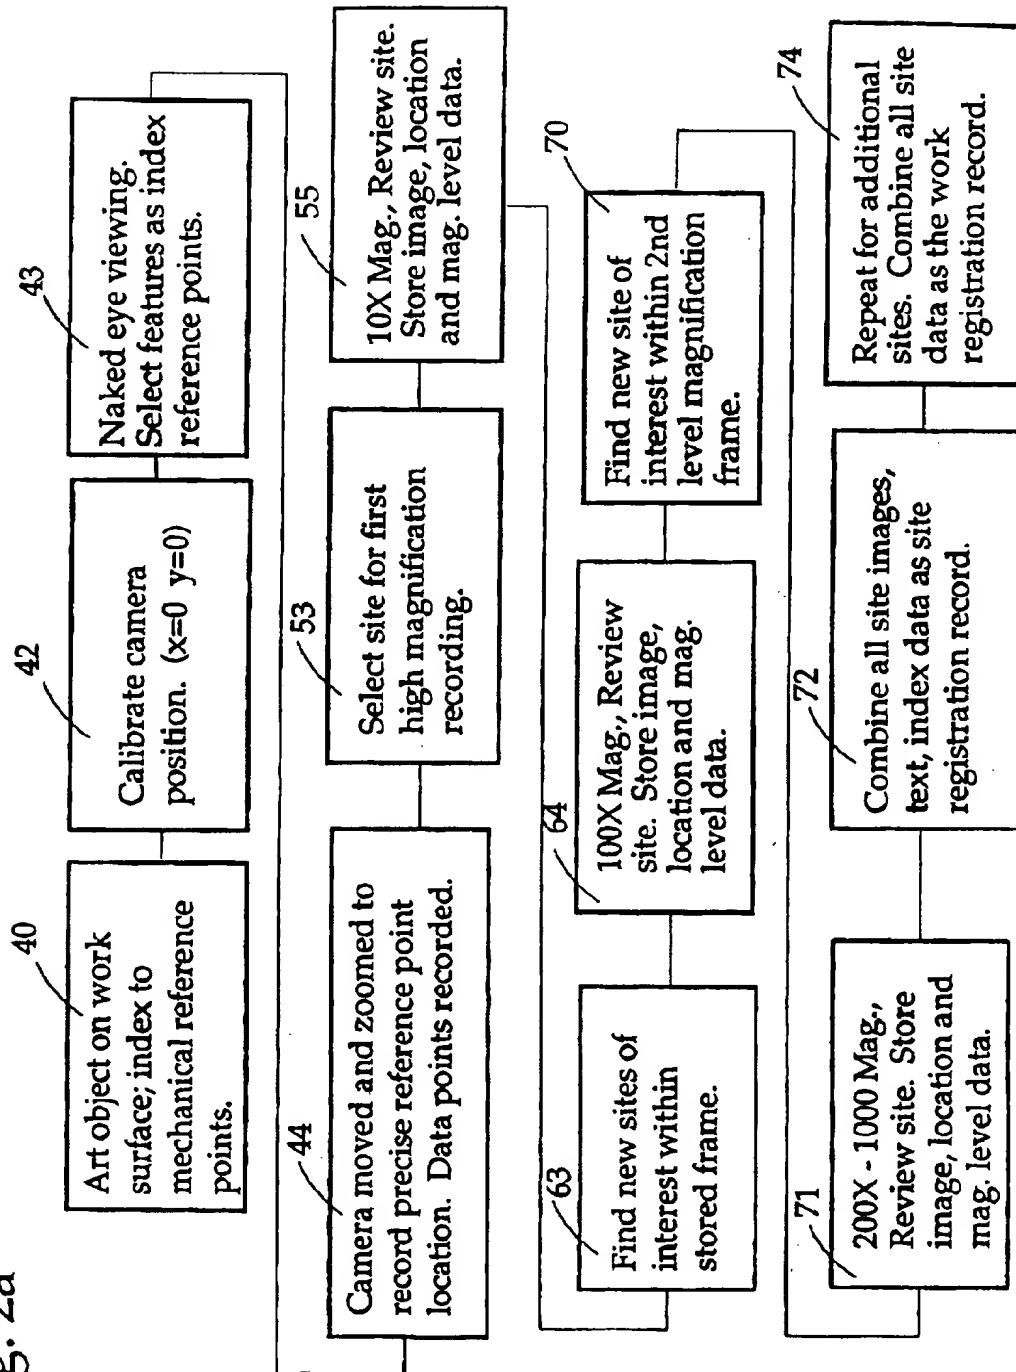 g. 2a
40
Art object on work
surface; index to
mechanical reference
points.
42
Calibrate camera
position. (x=0 y=0)
43
Naked eye viewing.
Select features as index
reference points.
44
Camera moved and zoomed to
record precise reference point
location. Data points recorded.
53
Select site for first
high magnification
recording.
55
10X Mag., Review site.
Store image, location
and mag. level data.
63
Find new sites of
interest within
stored frame.
64
100X Mag., Review
site. Store image,
location and mag.
level data.
70
Find new site of
interest within 2nd
level magnification
frame.
71
200X - 1000 Mag.,
Review site. Store
image, location and
mag. level data.
72
Combine all site images,
text, index data as site
registration record.
74
Repeat for additional
sites. Combine all site
data as the work
registration record.